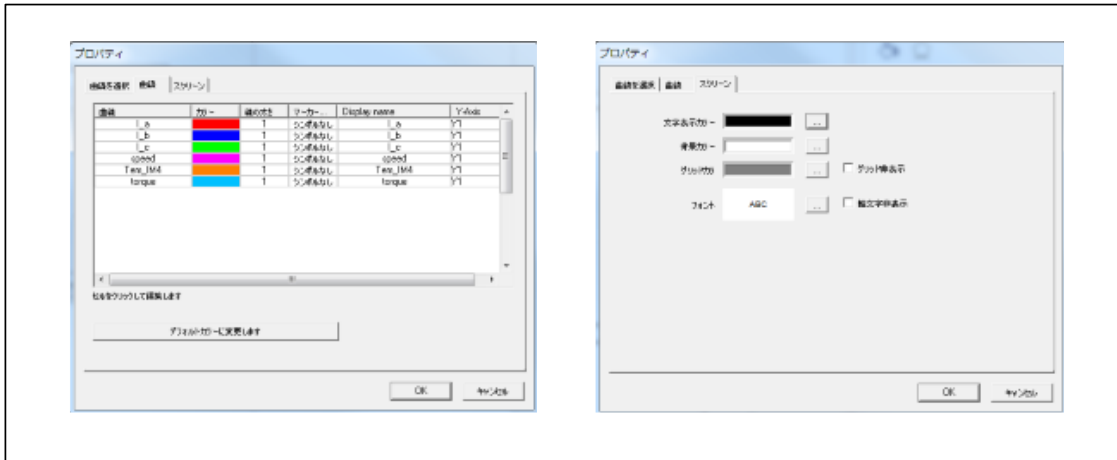 プロパティ
曲線を選択 曲線 スクリーン
曲線 カラー 線の太さ マーカー... Display name Y-Axis
I_a 1 シンボルなし I_a Y1
I_b 1 シンボルなし I_b Y1
I_c 1 シンボルなし I_c Y1
speed 1 シンボルなし speed Y1
Tem_IM4 1 シンボルなし Tem_IM4 Y1
torque 1 シンボルなし torque Y1
セルをクリックして編集します
デフォルトカラーに変更します
OK キャンセル
プロパティ
曲線を選択 曲線 スクリーン
文字表示カラー ...
背景カラー ...
グリッドカラ ... グリッド非表示
フォント ABC ... 軸文字非表示
OK キャンセル